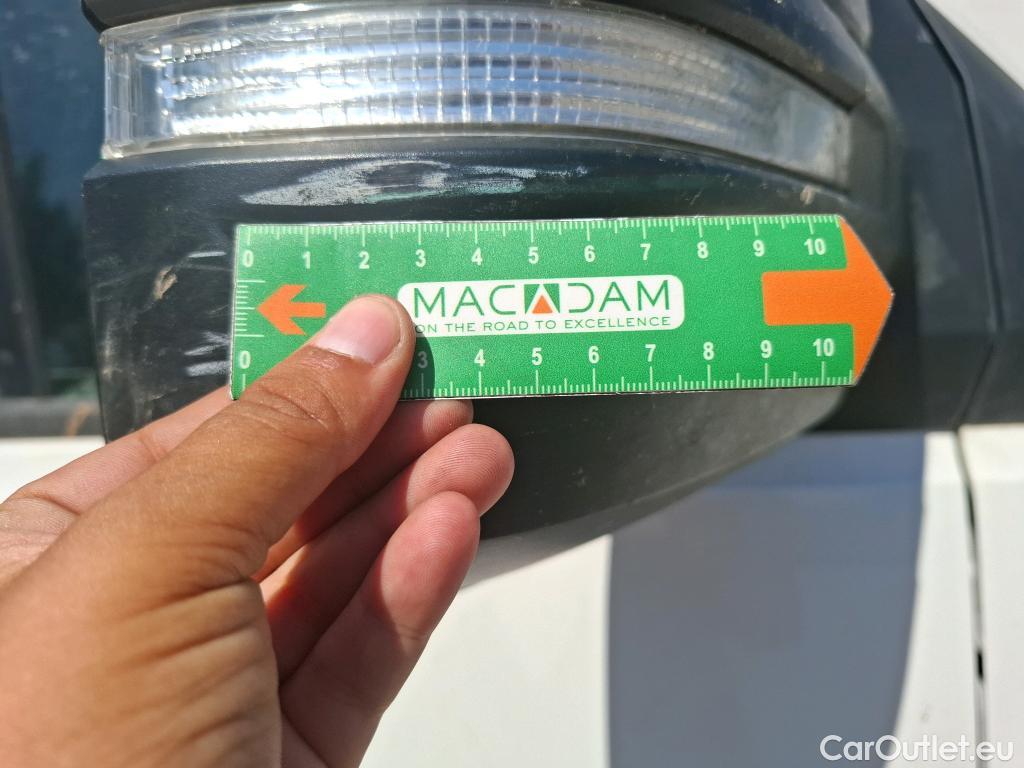 0 1 2 3 4 5 6 7 8 9 10
MACADAM
ON THE ROAD TO EXCELLENCE
0 3 4 5 6 7 8 9 10
CarOutlet.eu